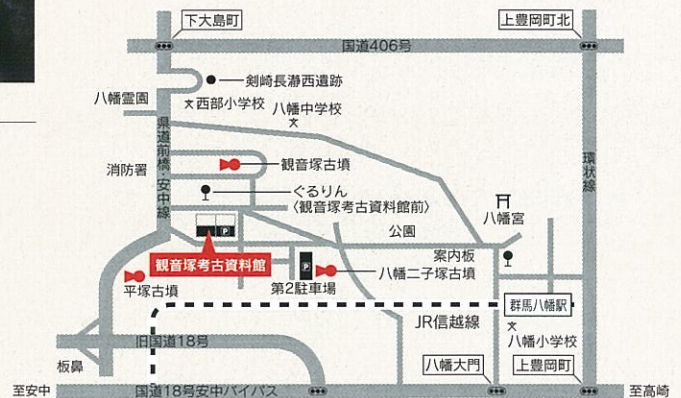 下大島町
上豊岡町北
国道406号
剣崎長瀞西遺跡
八幡霊園
西部小学校
八幡中学校
県道前橋・安中線
環状線
消防署
観音塚古墳
ぐるりん
〈観音塚考古資料館前〉
八幡宮
公園
P
案内板
観音塚考古資料館
P
八幡二子塚古墳
平塚古墳
第2駐車場
群馬八幡駅
JR信越線
八幡小学校
旧国道18号
板鼻
八幡大門
上豊岡町
至安中
国道18号安中バイパス
至高崎